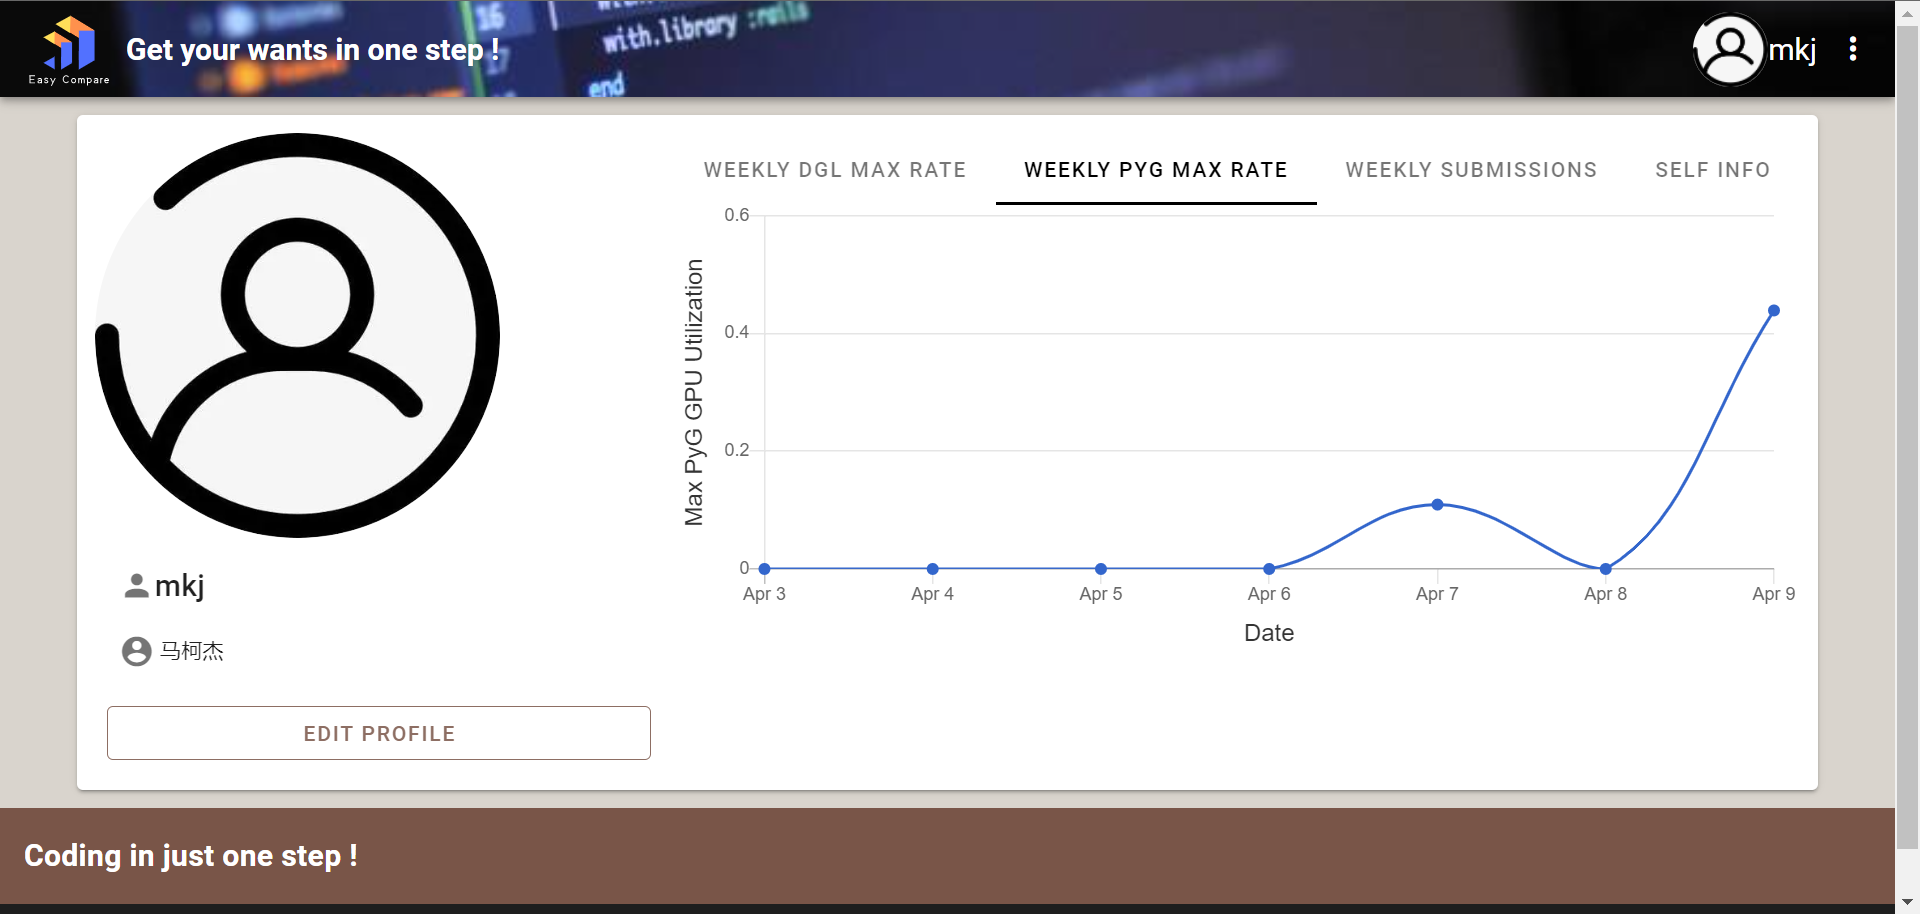 16
17
with.library :rails
end
Easy Compare
Get your wants in one step !
mkj
WEEKLY DGL MAX RATE
WEEKLY PYG MAX RATE
WEEKLY SUBMISSIONS
SELF INFO
Max PyG GPU Utilization
0.6
0.4
0.2
0
Apr 3
Apr 4
Apr 5
Apr 6
Apr 7
Apr 8
Apr 9
Date
mkj
马柯杰
EDIT PROFILE
Coding in just one step !